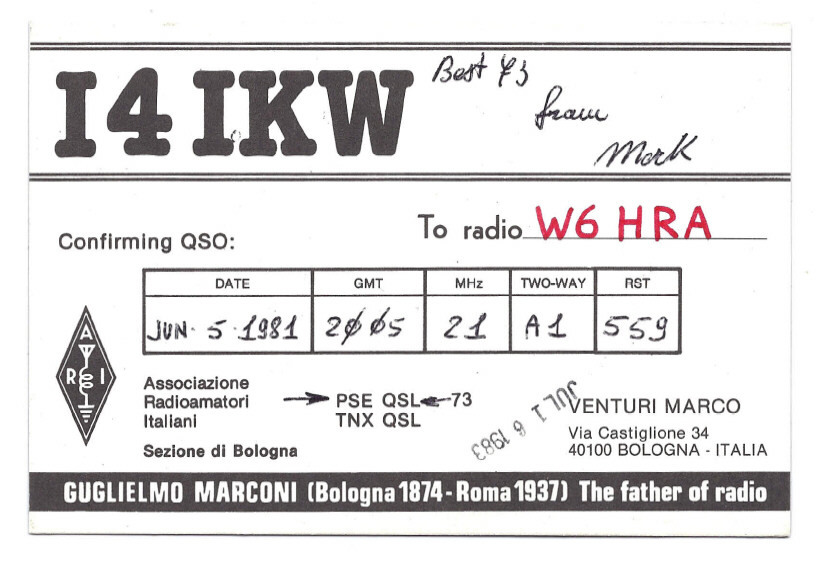 I4IKW
Best 73
from
Mark
To radio W6 HRA
Confirming QSO:
DATE GMT MHz TWO-WAY RST
JUN. 5. 1981 2005 21 A1 559
A
R I
Associazione
Radioamatori
Italiani
Sezione di Bologna
PSE QSL 73
TNX QSL
JUL 1 6 1983
VENTURI MARCO
Via Castiglione 34
40100 BOLOGNA - ITALIA
GUGLIELMO MARCONI (Bologna 1874 - Roma 1937) The father of radio